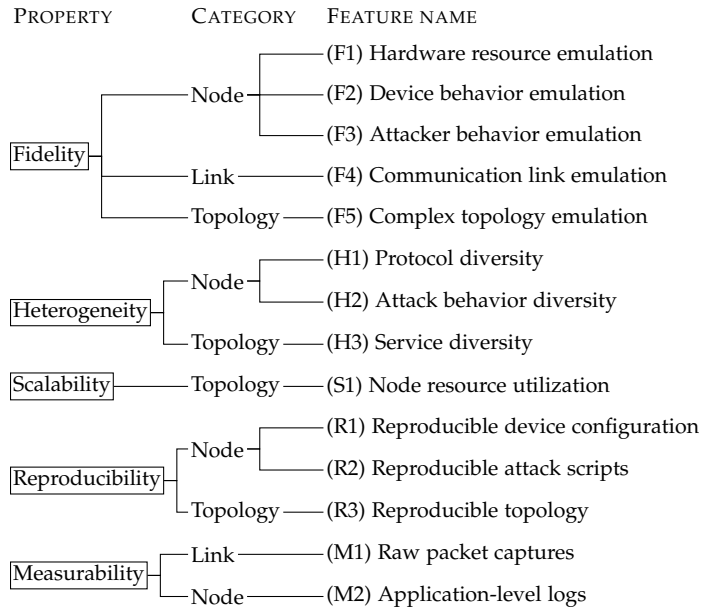 PROPERTY CATEGORY FEATURE NAME
(F1) Hardware resource emulation
Node (F2) Device behavior emulation
(F3) Attacker behavior emulation
Fidelity
Link (F4) Communication link emulation
Topology (F5) Complex topology emulation
(H1) Protocol diversity
Node
(H2) Attack behavior diversity
Heterogeneity
Topology (H3) Service diversity
Scalability Topology (S1) Node resource utilization
(R1) Reproducible device configuration
Node
(R2) Reproducible attack scripts
Reproducibility
Topology (R3) Reproducible topology
Link (M1) Raw packet captures
Measurability
Node (M2) Application-level logs